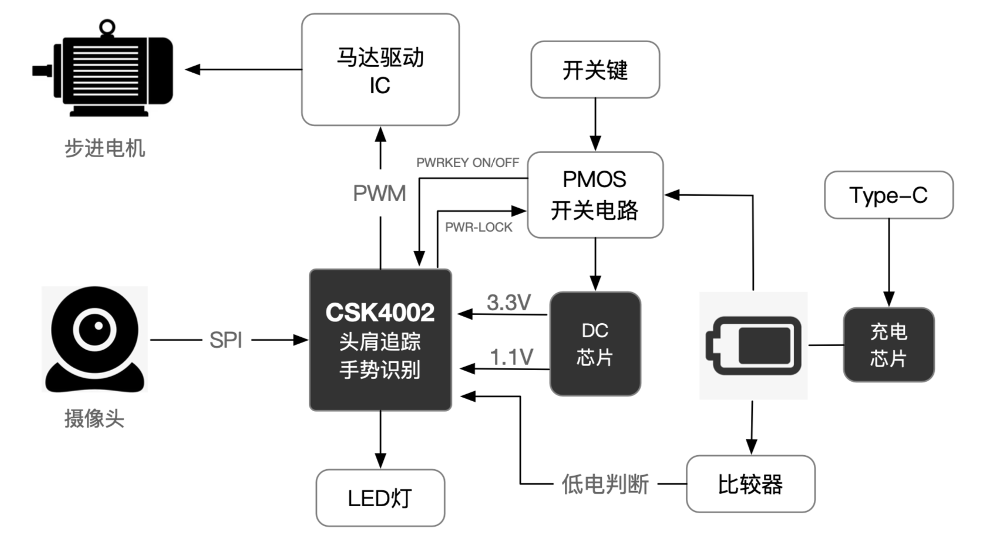 马达驱动
IC
开关键
步进电机
PWRKEY ON/OFF
PMOS
开关电路
Type-C
PWM
PWR-LOCK
CSK4002
头肩追踪
手势识别
3.3V
1.1V
DC
芯片
充电
芯片
SPI
摄像头
LED灯
低电判断
比较器